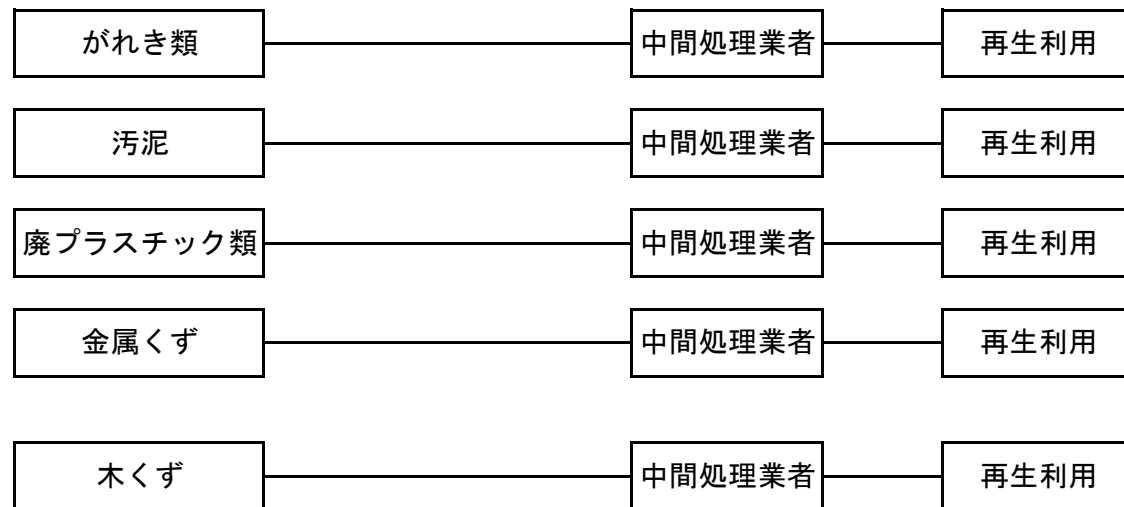 がれき類 中間処理業者 再生利用
汚泥 中間処理業者 再生利用
廃プラスチック類 中間処理業者 再生利用
金属くず 中間処理業者 再生利用
木くず 中間処理業者 再生利用